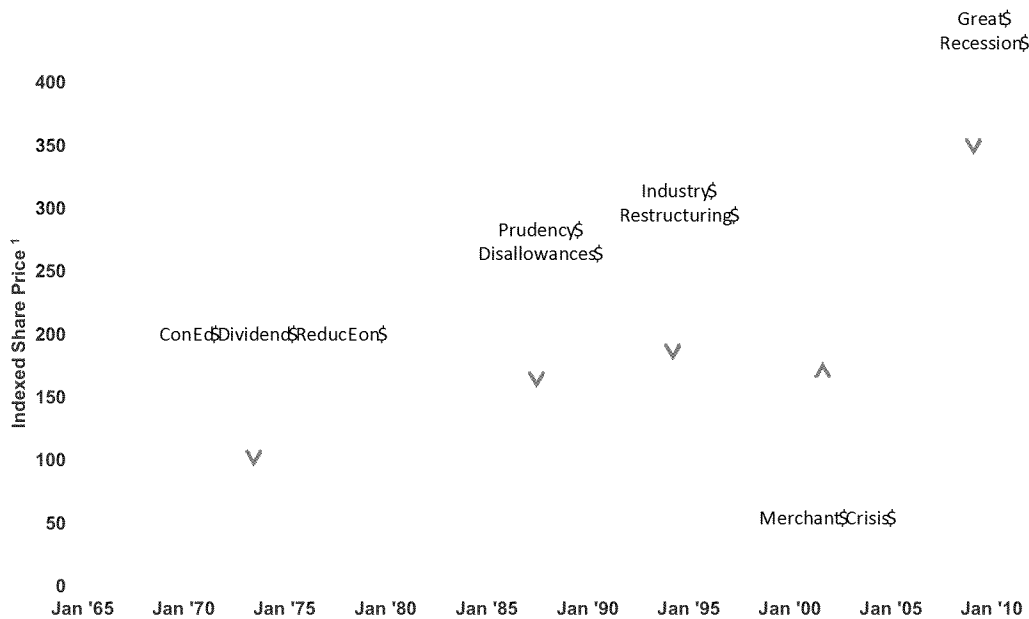 Great$
Recession$
400
350
Industry$
300
Restructuring$
Prudency$
Disallowances$
250
ConEd$Dividend$ReducEon$
200
150
100
Merchant$Crisis$
50
0
Indexed Share Price 1
Jan '65 Jan '70 Jan '75 Jan '80 Jan '85 Jan '90 Jan '95 Jan '00 Jan '05 Jan '10